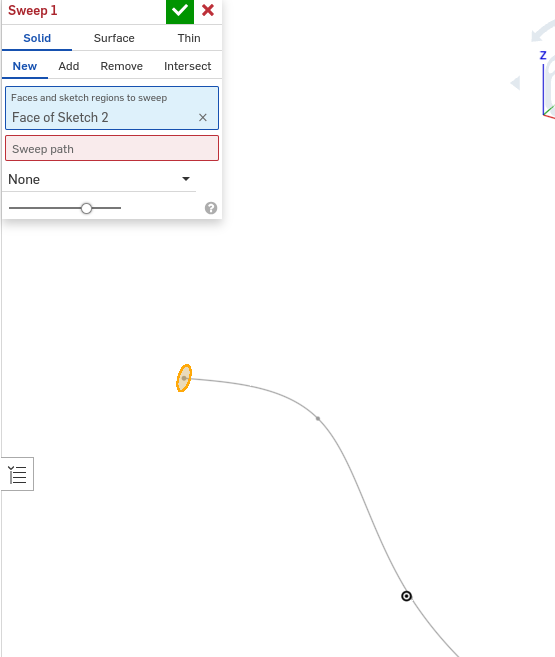 Sweep 1
Solid Surface Thin
New Add Remove Intersect
Faces and sketch regions to sweep
Face of Sketch 2
Sweep path
None
Z